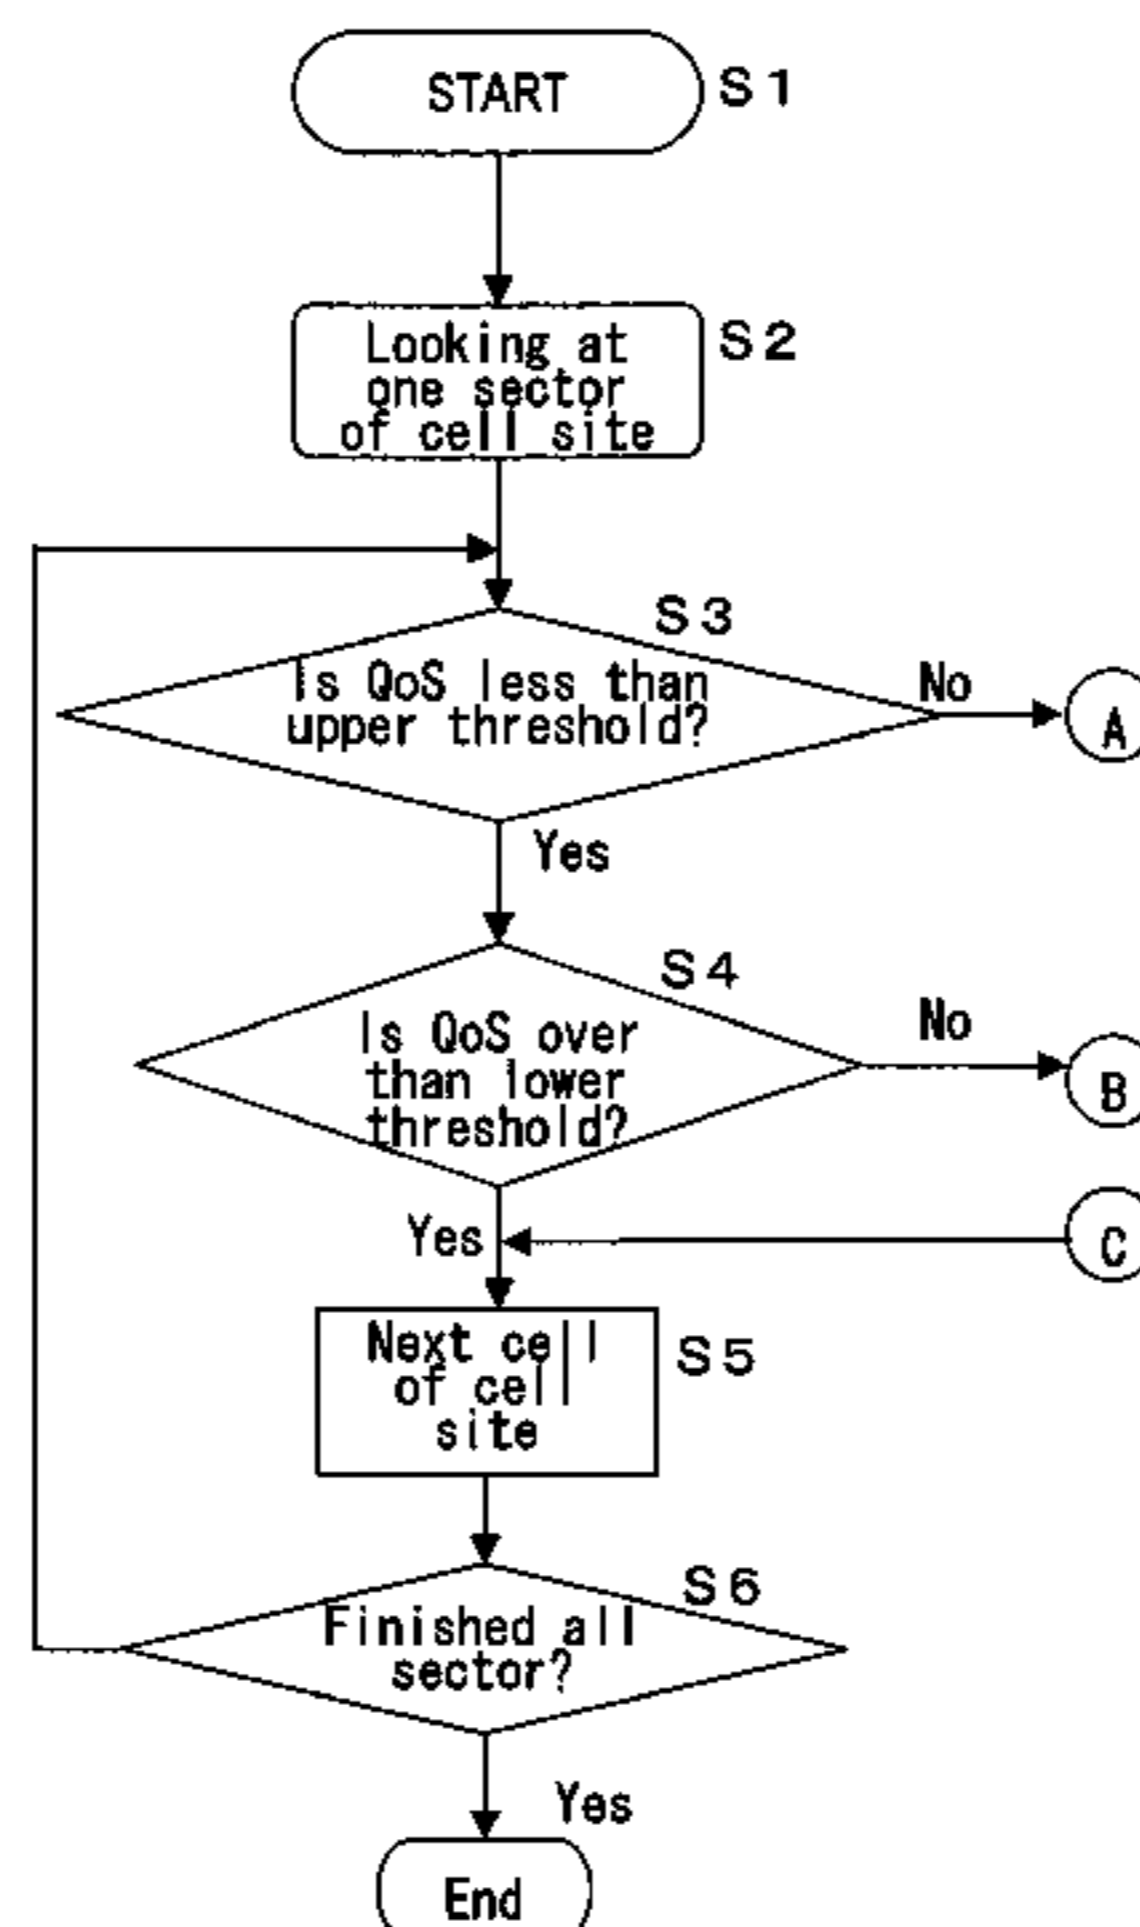 START
S1
Looking at
one sector
of cell site
S2
S3
Is QoS less than
upper threshold?
No
A
Yes
S4
Is QoS over
than lower
threshold?
No
B
Yes
C
Next cell
of cell
site
S5
S6
Finished all
sector?
Yes
End